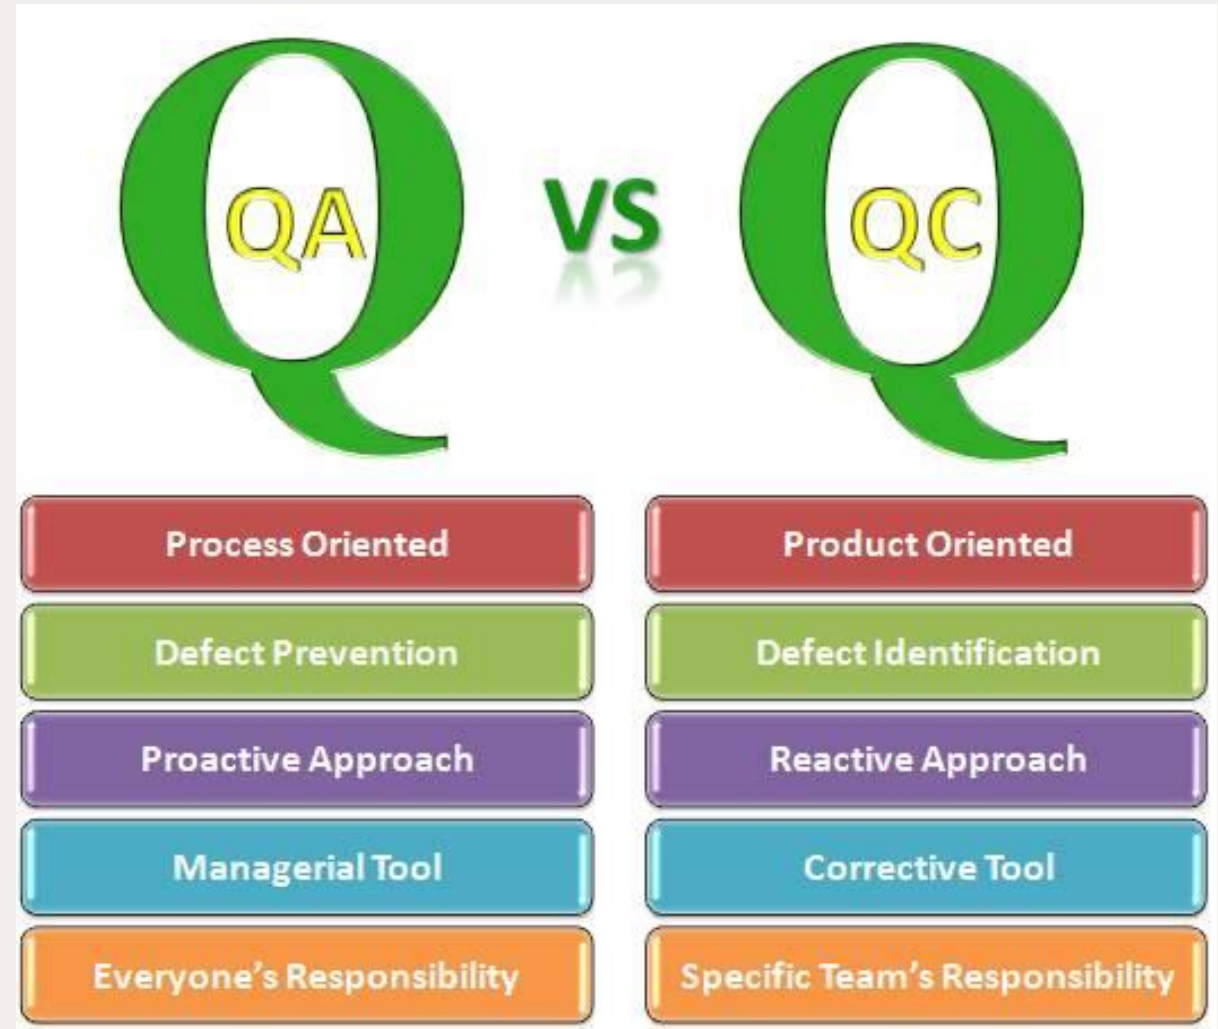 QA
VS
QC
Process Oriented
Product Oriented
Defect Prevention
Defect Identification
Proactive Approach
Reactive Approach
Managerial Tool
Corrective Tool
Everyone’s Responsibility
Specific Team’s Responsibility